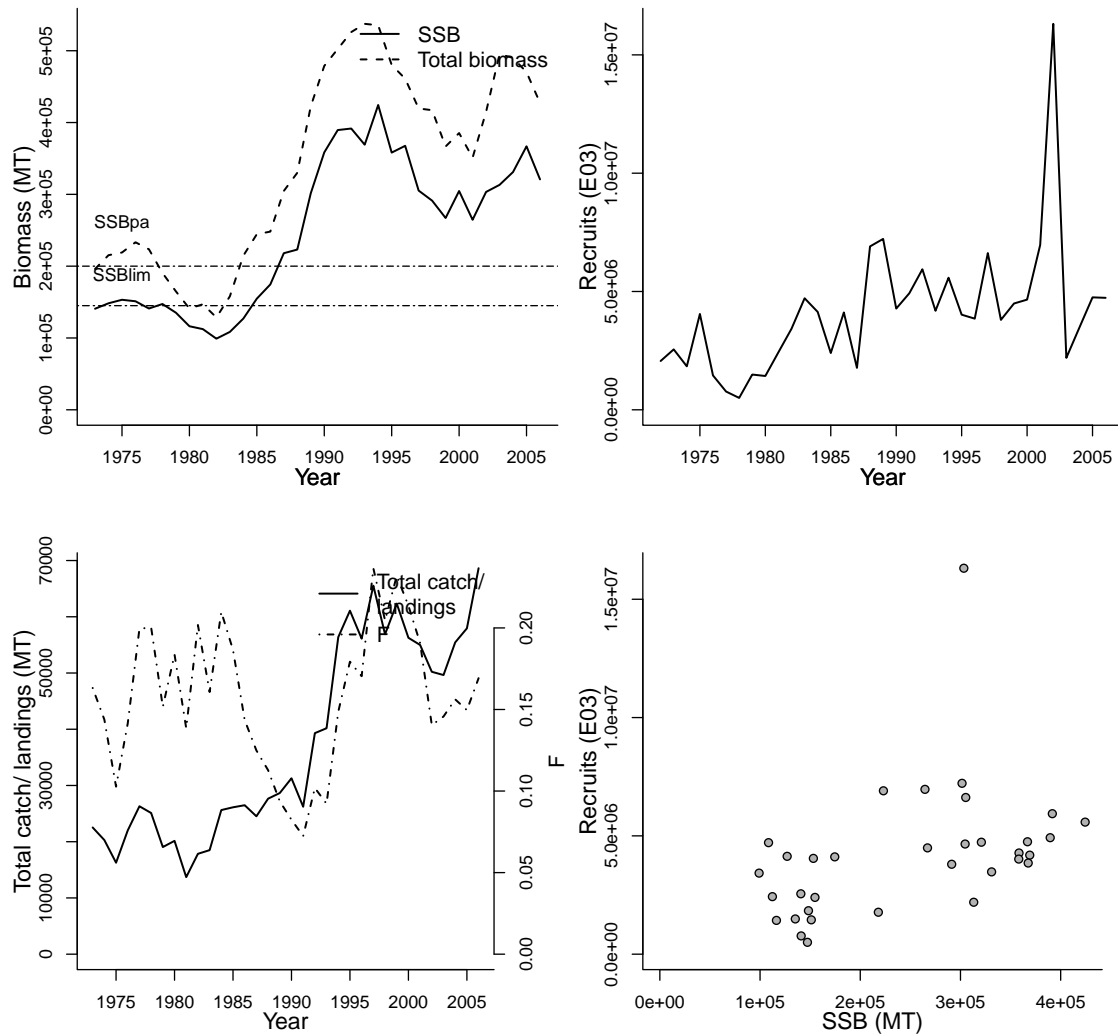 SSB
Total biomass
SSBpa
SSBlim
Biomass (MT)
0e+00
1e+05
2e+05
3e+05
4e+05
5e+05
1975
1980
1985
1990
1995
2000
2005
Year
Recruits (E03)
0.0e+00
5.0e+06
1.0e+07
1.5e+07
1975
1980
1985
1990
1995
2000
2005
Year
Total catch/
landings
F
Total catch/ landings (MT)
0
10000
30000
50000
70000
0.00
0.05
0.10
0.15
0.20
F
1975
1980
1985
1990
1995
2000
2005
Year
Recruits (E03)
0.0e+00
5.0e+06
1.0e+07
1.5e+07
0e+00
1e+05
2e+05
3e+05
4e+05
SSB (MT)